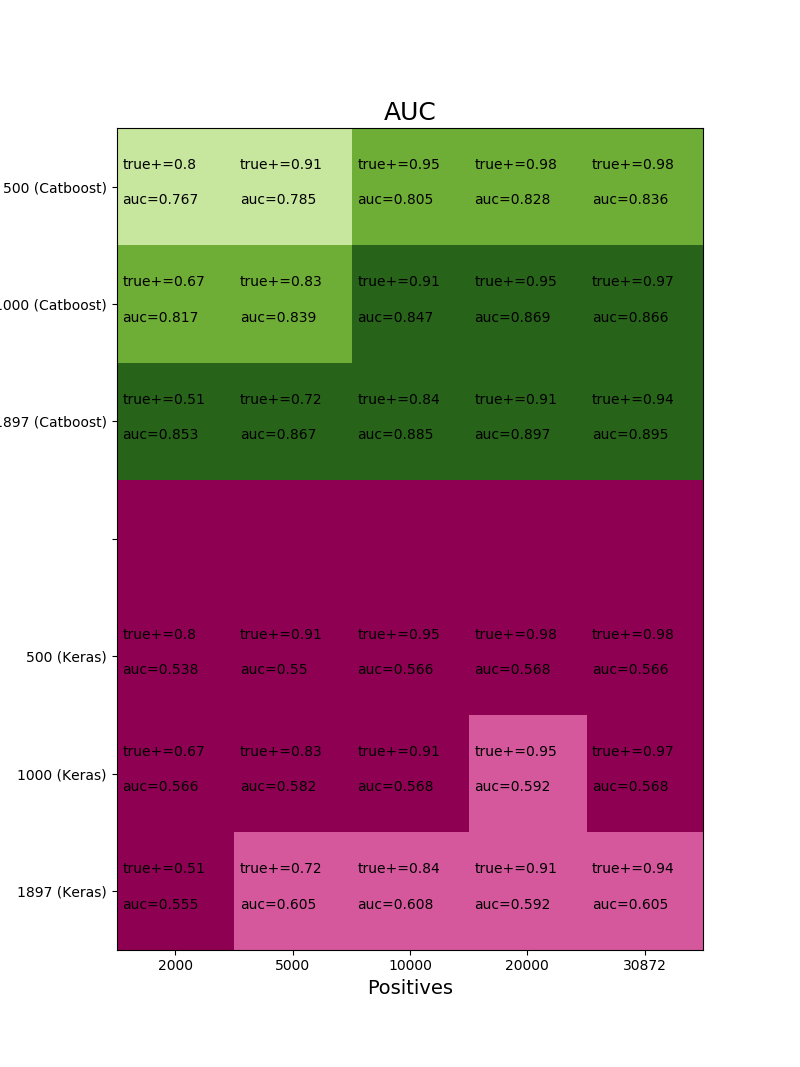 AUC
true+=0.8 true+=0.91 true+=0.95 true+=0.98 true+=0.98
500 (Catboost)
auc=0.767 auc=0.785 auc=0.805 auc=0.828 auc=0.836
true+=0.67 true+=0.83 true+=0.91 true+=0.95 true+=0.97
000 (Catboost)
auc=0.817 auc=0.839 auc=0.847 auc=0.869 auc=0.866
true+=0.51 true+=0.72 true+=0.84 true+=0.91 true+=0.94
897 (Catboost)
auc=0.853 auc=0.867 auc=0.885 auc=0.897 auc=0.895
true+=0.8 true+=0.91 true+=0.95 true+=0.98 true+=0.98
500 (Keras)
auc=0.538 auc=0.55 auc=0.566 auc=0.568 auc=0.566
true+=0.67 true+=0.83 true+=0.91 true+=0.95 true+=0.97
1000 (Keras)
auc=0.566 auc=0.582 auc=0.568 auc=0.592 auc=0.568
true+=0.51 true+=0.72 true+=0.84 true+=0.91 true+=0.94
1897 (Keras)
auc=0.555 auc=0.605 auc=0.608 auc=0.592 auc=0.605
2000 5000 10000 20000 30872
Positives